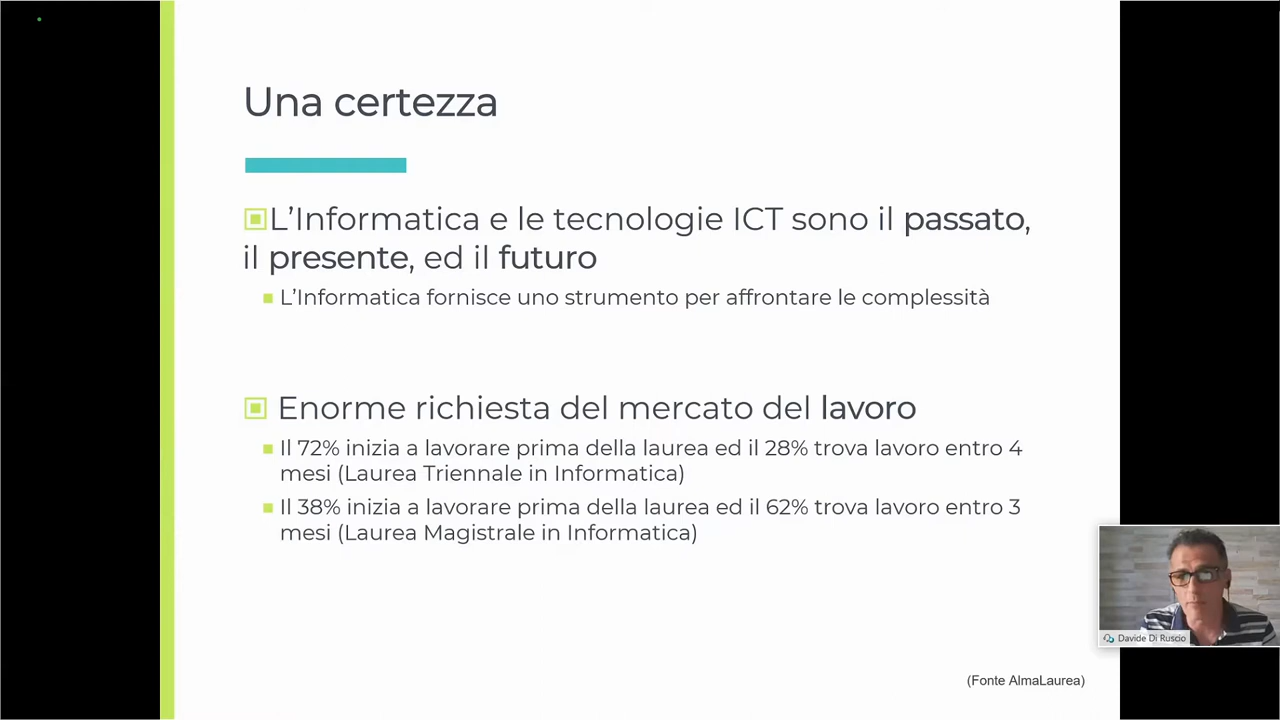 Una certezza
L’Informatica e le tecnologie ICT sono il passato,
il presente, ed il futuro
L’Informatica fornisce uno strumento per affrontare le complessità
Enorme richiesta del mercato del lavoro
Il 72% inizia a lavorare prima della laurea ed il 28% trova lavoro entro 4
mesi (Laurea Triennale in Informatica)
Il 38% inizia a lavorare prima della laurea ed il 62% trova lavoro entro 3
mesi (Laurea Magistrale in Informatica)
Davide Di Ruscio
(Fonte AlmaLaurea)